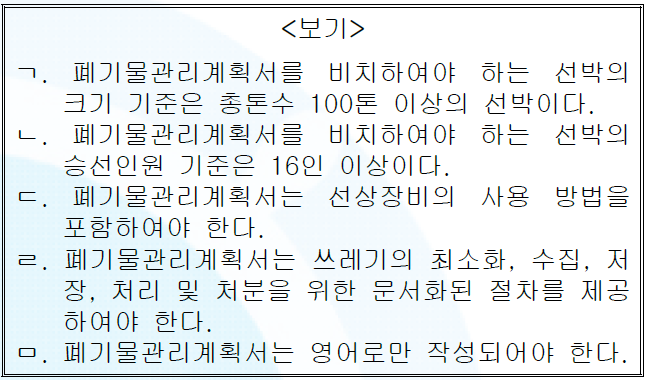 <보기>
ㄱ. 폐기물관리계획서를 비치하여야 하는 선박의
크기 기준은 총톤수 100톤 이상의 선박이다.
ㄴ. 폐기물관리계획서를 비치하여야 하는 선박의
승선인원 기준은 16인 이상이다.
ㄷ. 폐기물관리계획서는 선상장비의 사용 방법을
포함하여야 한다.
ㄹ. 폐기물관리계획서는 쓰레기의 최소화, 수집, 저
장, 처리 및 처분을 위한 문서화된 절차를 제공
하여야 한다.
ㅁ. 폐기물관리계획서는 영어로만 작성되어야 한다.